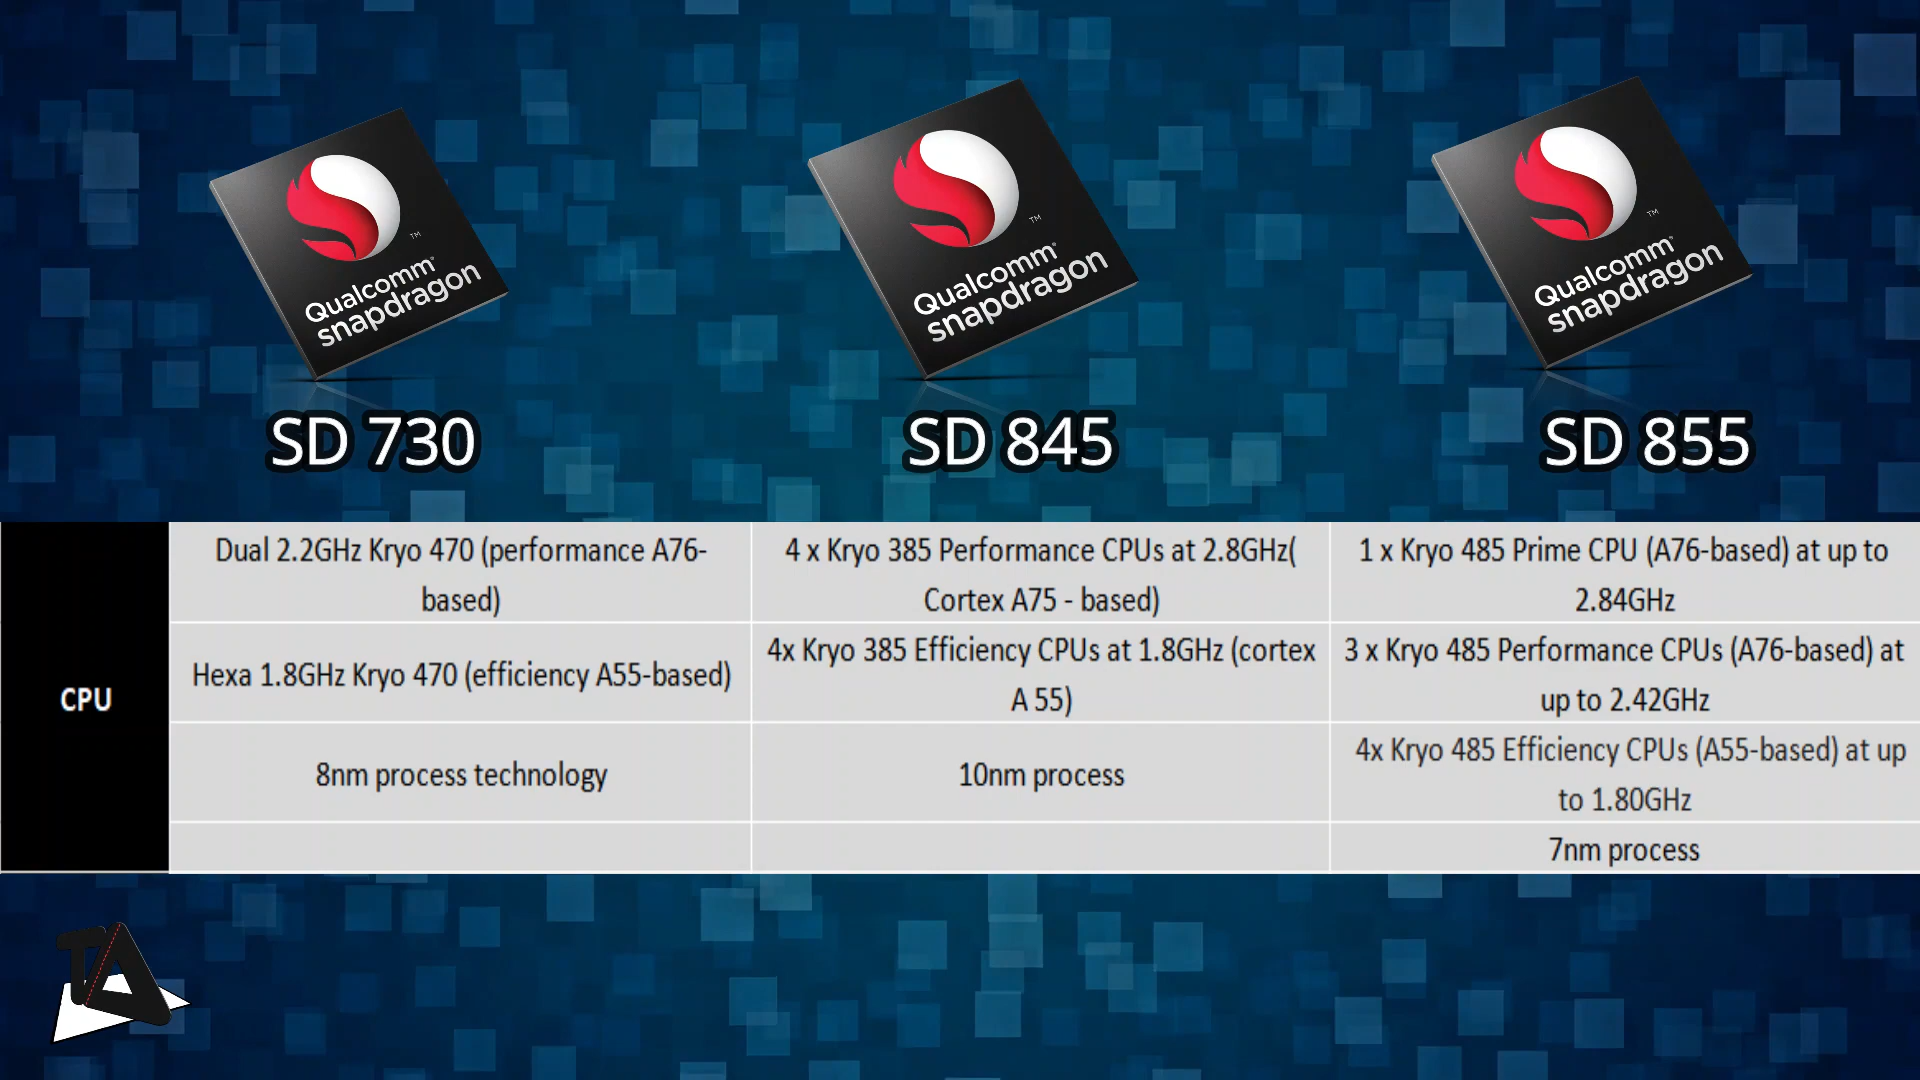 Qualcomm®
snapdragon
™
Qualcomm®
snapdragon
™
Qualcomm®
snapdragon
™
SD 730
SD 845
SD 855
CPU
Dual 2.2GHz Kryo 470 (performance A76-
based)
4 x Kryo 385 Performance CPUs at 2.8GHz(
Cortex A75 - based)
1 x Kryo 485 Prime CPU (A76-based) at up to
2.84GHz
Hexa 1.8GHz Kryo 470 (efficiency A55-based)
4x Kryo 385 Efficiency CPUs at 1.8GHz (cortex
A 55)
3 x Kryo 485 Performance CPUs (A76-based) at
up to 2.42GHz
8nm process technology
10nm process
4x Kryo 485 Efficiency CPUs (A55-based) at up
to 1.80GHz
7nm process
TA